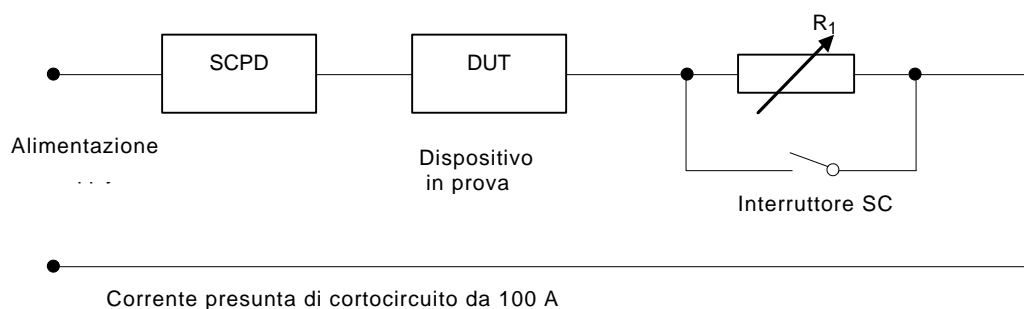 R1
SCPD
DUT
Alimentazione
Dispositivo
in prova
Interruttore SC
Corrente presunta di cortocircuito da 100 A